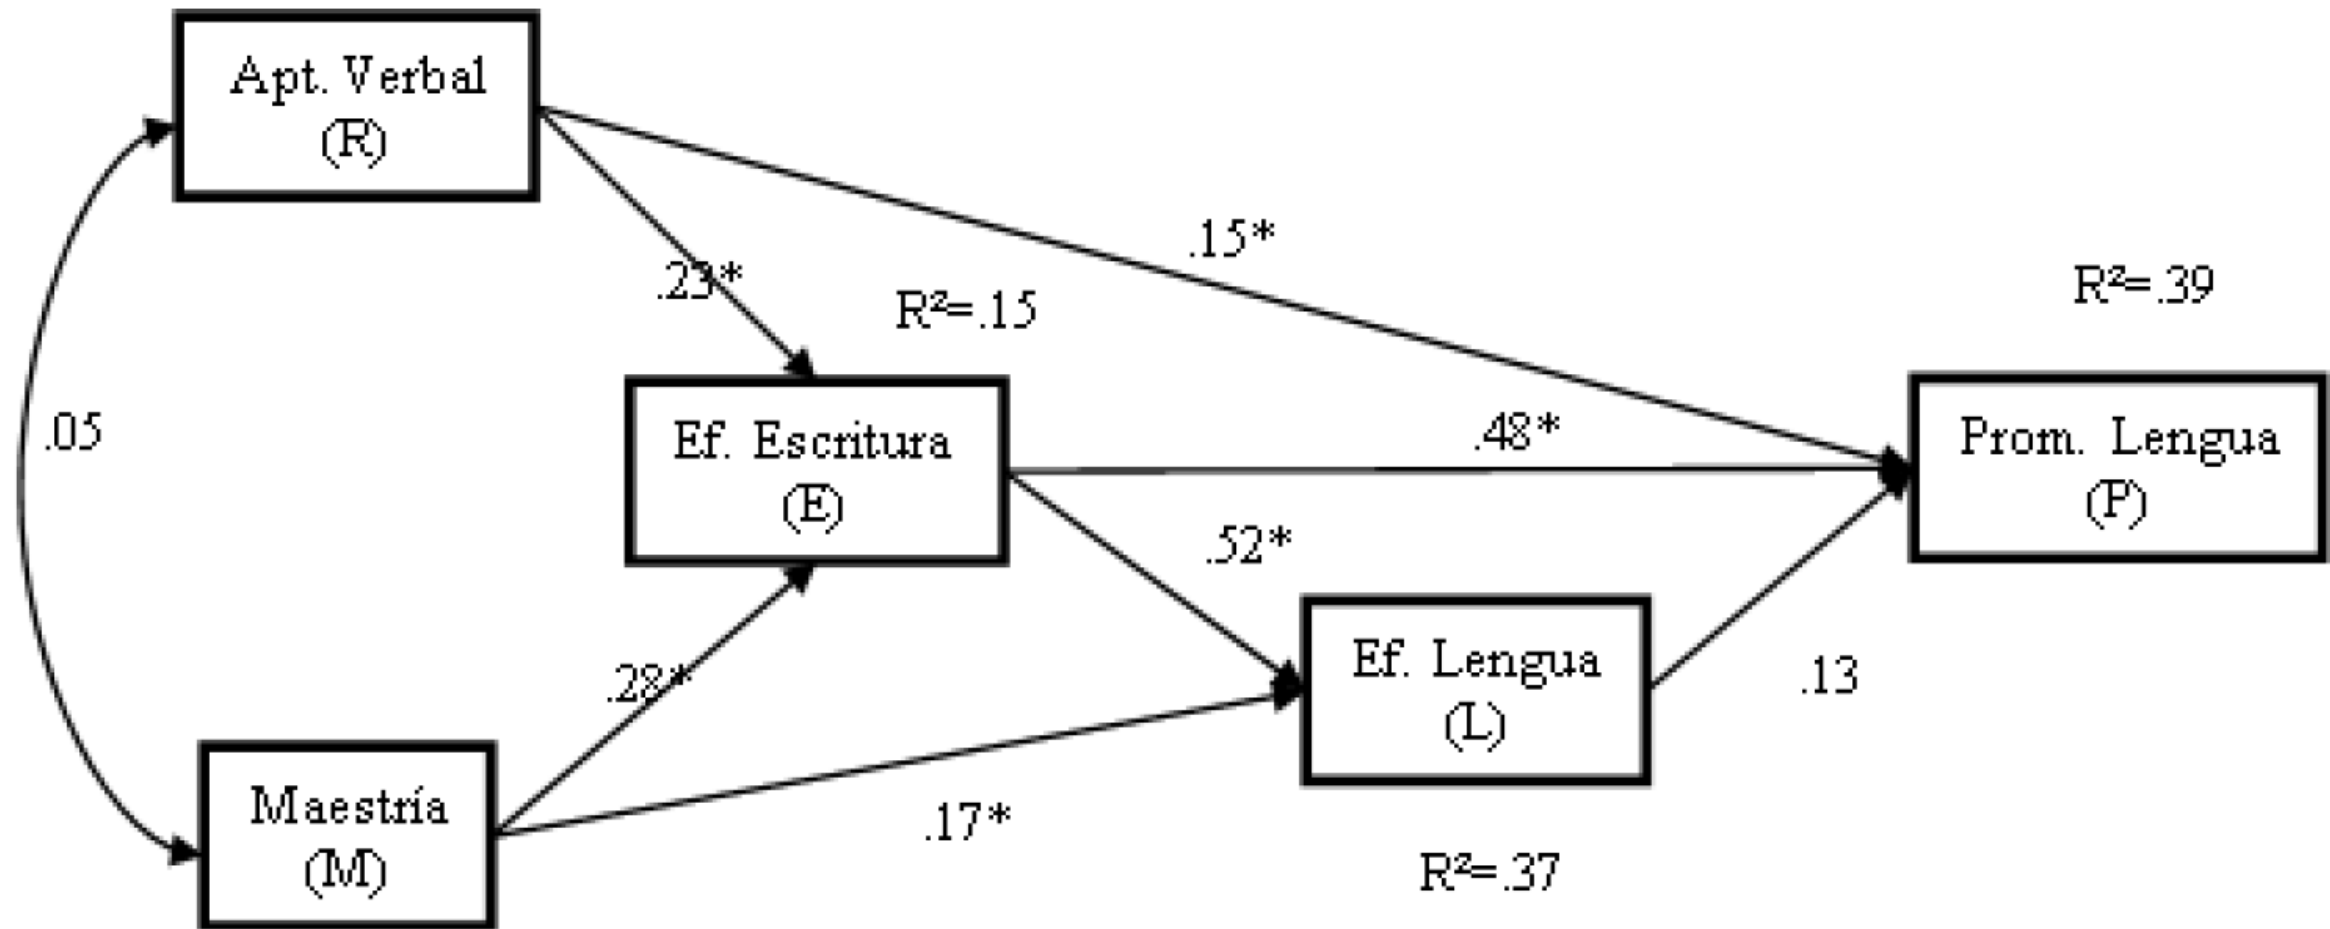 Apt. Verbal
(R)
.15*
.23*
R²=.15
R²=.39
.05
Ef. Escritura
(E)
.48*
Prom. Lengua
(P)
.52*
.28*
Ef. Lengua
(L)
.13
Maestría
(M)
.17*
R²=.37